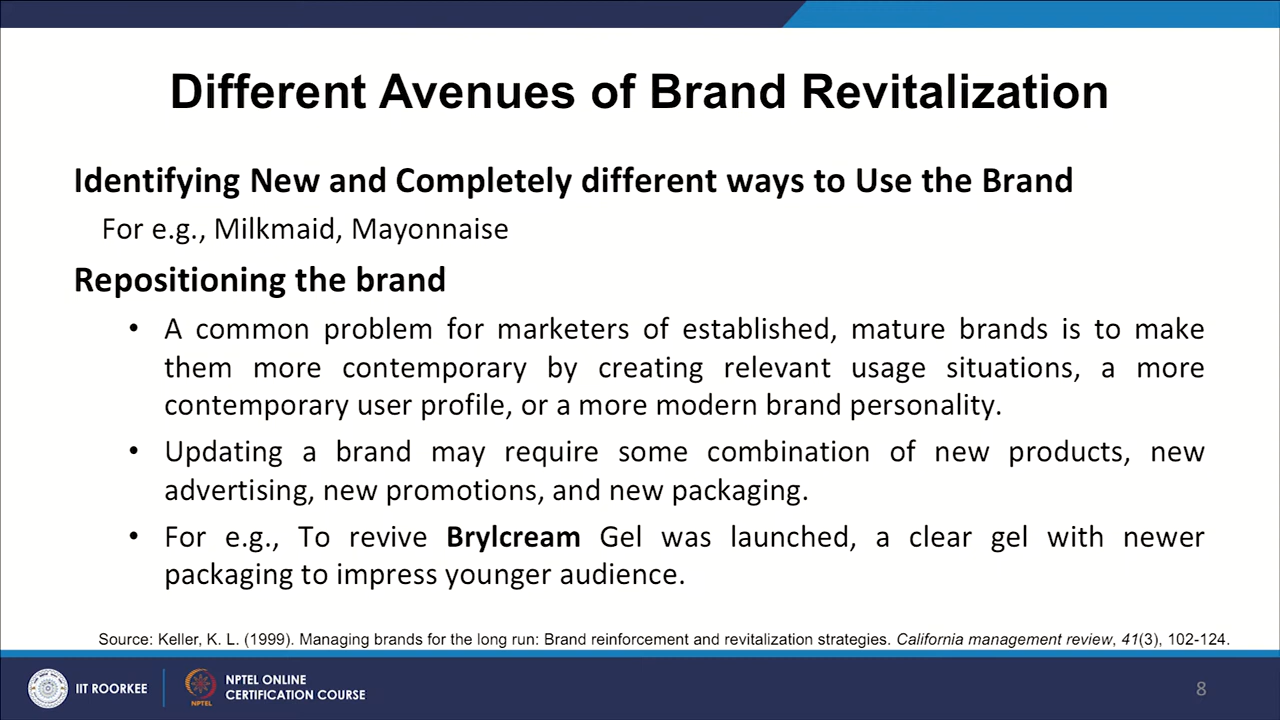 Different Avenues of Brand Revitalization
Identifying New and Completely different ways to Use the Brand
For e.g., Milkmaid, Mayonnaise
Repositioning the brand
• A common problem for marketers of established, mature brands is to make
them more contemporary by creating relevant usage situations, a more
contemporary user profile, or a more modern brand personality.
• Updating a brand may require some combination of new products, new
advertising, new promotions, and new packaging.
• For e.g., To revive Brylcream Gel was launched, a clear gel with newer
packaging to impress younger audience.
Source: Keller, K. L. (1999). Managing brands for the long run: Brand reinforcement and revitalization strategies. California management review, 41(3), 102-124.
IIT ROORKEE
NPTEL
NPTEL ONLINE
CERTIFICATION COURSE
8